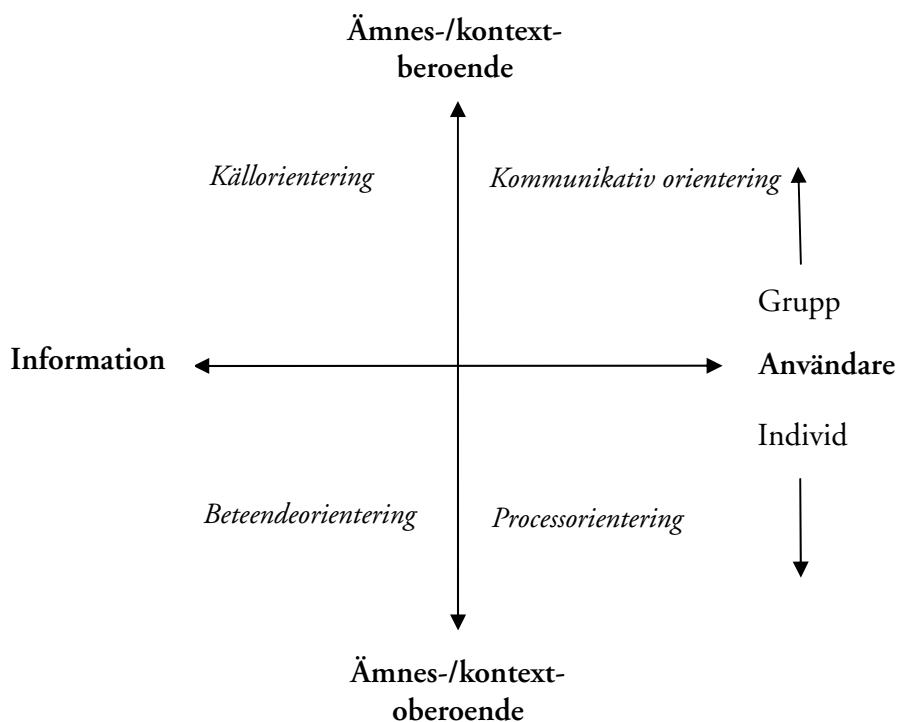 Ämnes-/kontext-
beroende
Källorientering
Kommunikativ orientering
Grupp
Information
Användare
Individ
Beteendeorientering
Processorientering
Ämnes-/kontext-
oberoende